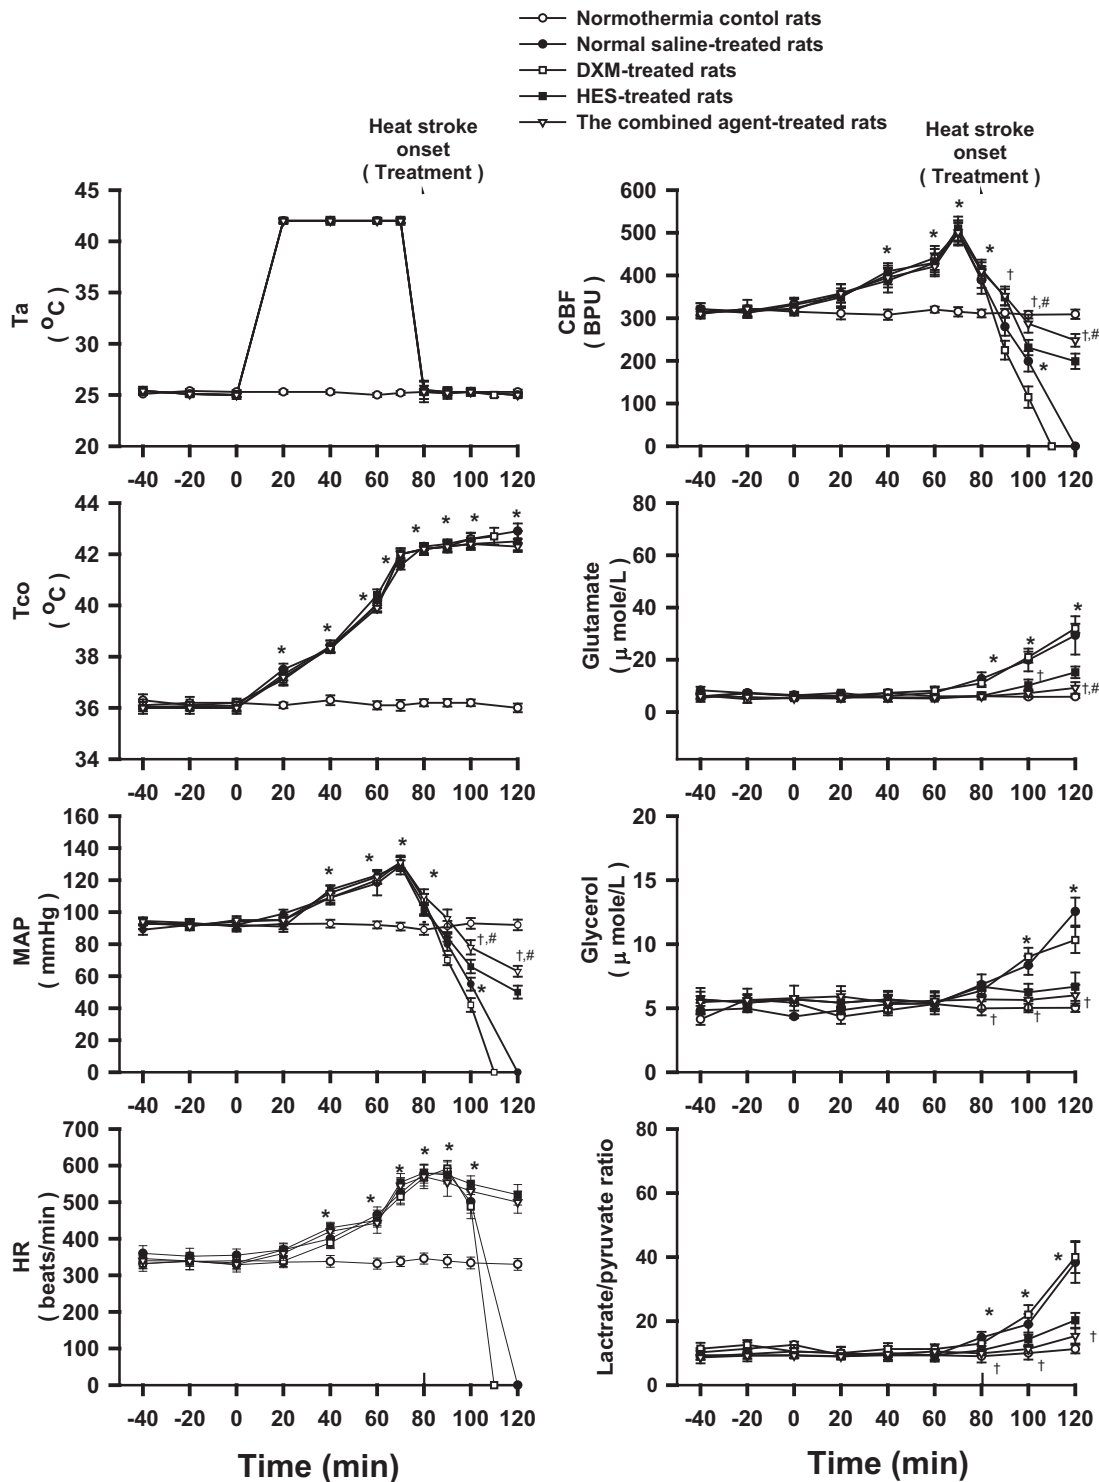 Normothermia contol rats
Normal saline-treated rats
DXM-treated rats
HES-treated rats
The combined agent-treated rats
Heat stroke
onset
( Treatment )
Ta
( ºC )
45
40
35
30
25
20
-40 -20 0 20 40 60 80 100 120
Heat stroke
onset
( Treatment )
CBF
( BPU )
600
500
400
300
200
100
0
* * * * † †,# †,# *
-40 -20 0 20 40 60 80 100 120
Tco
( ºC )
44
42
40
38
36
34
* * * * * * * *
-40 -20 0 20 40 60 80 100 120
Glutamate
( μ mole/L )
80
60
40
20
0
* * * † †,#
-40 -20 0 20 40 60 80 100 120
MAP
( mmHg )
160
140
120
100
80
60
40
20
0
* * * * †,# †,# *
-40 -20 0 20 40 60 80 100 120
Glycerol
( μ mole/L )
20
15
10
5
0
* * † † †
-40 -20 0 20 40 60 80 100 120
HR
( beats/min )
700
600
500
400
300
200
100
0
* * * * * *
-40 -20 0 20 40 60 80 100 120
Time (min)
Lactrate/pyruvate ratio
80
60
40
20
0
* * * † † †
-40 -20 0 20 40 60 80 100 120
Time (min)